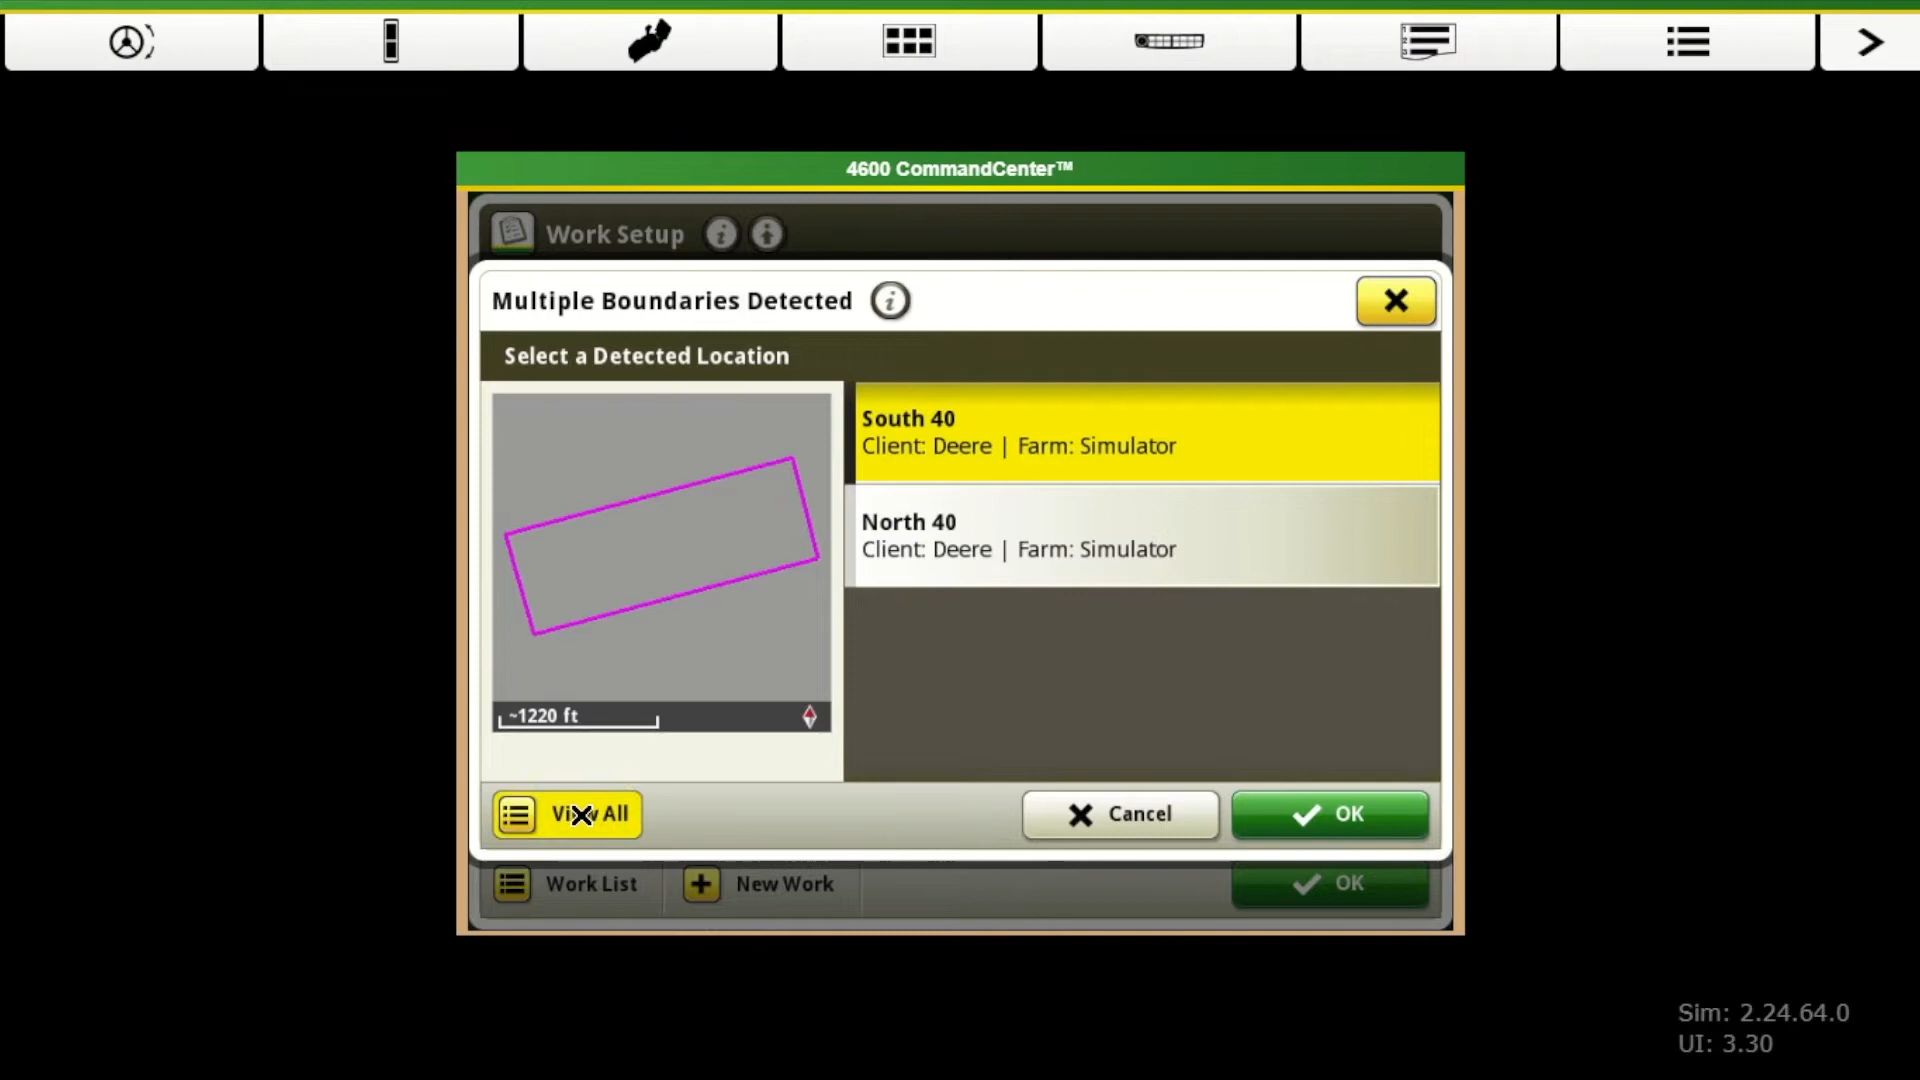 4600 CommandCenter™
Work Setup
Multiple Boundaries Detected
Select a Detected Location
South 40
Client: Deere | Farm: Simulator
North 40
Client: Deere | Farm: Simulator
~1220 ft
View All
Cancel
OK
Work List
New Work
OK
Sim: 2.24.64.0
UI: 3.30